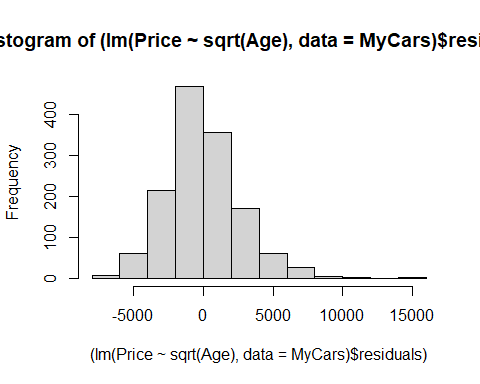 stogram of (lm(Price ~ sqrt(Age), data = MyCars)$resi
Frequency
400
300
200
100
0
-5000 0 5000 10000 15000
(lm(Price ~ sqrt(Age), data = MyCars)$residuals)